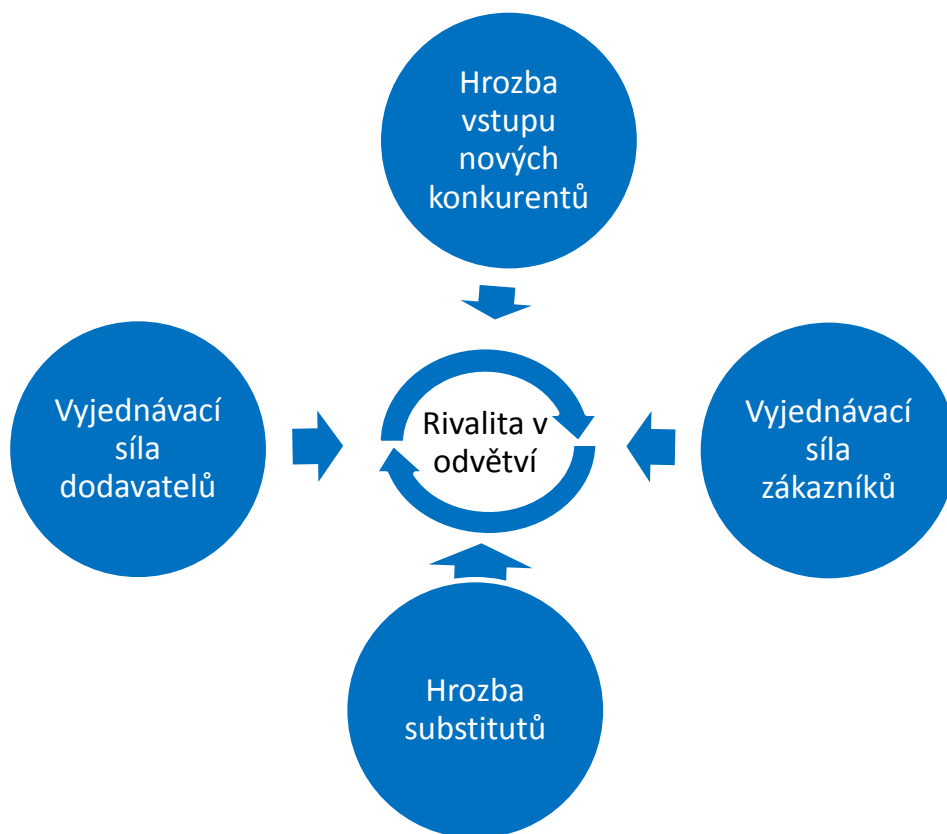 Hrozba
vstupu
nových
konkurentů
Vyjednávací
síla
dodavatelů
Rivalita v
odvětví
Vyjednávací
síla
zákazníků
Hrozba
substitutů